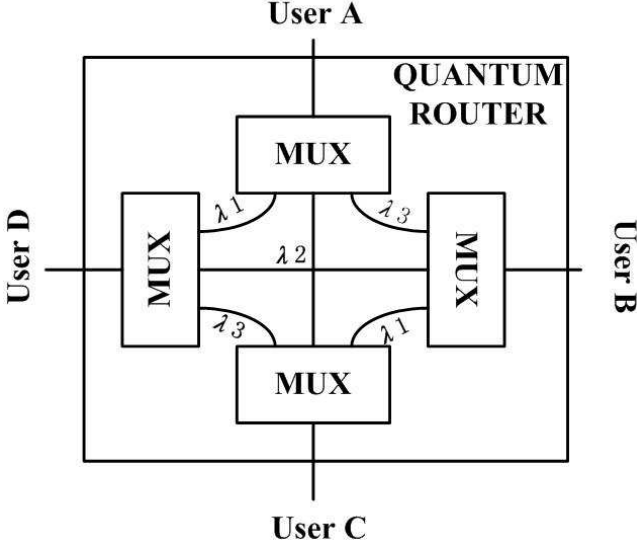 User A
QUANTUM
ROUTER
MUX
λ1
λ3
User D
MUX
λ2
MUX
User B
λ3
λ1
MUX
User C